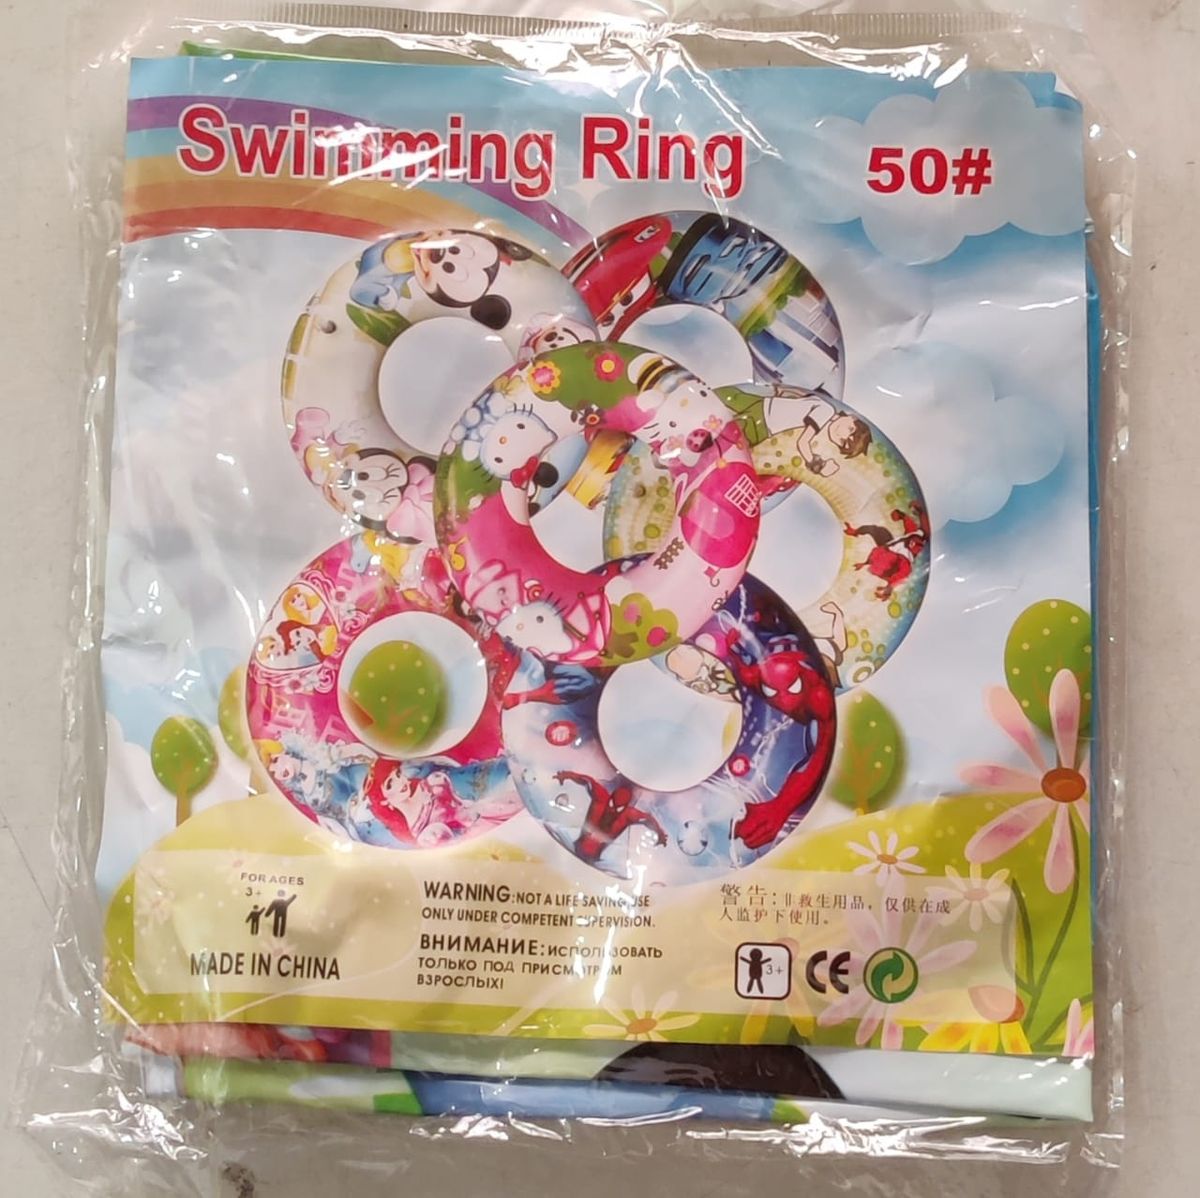 Swimming Ring
50#
FOR AGES
3+
MADE IN CHINA
WARNING:NOT A LIFE SAVING USE
ONLY UNDER COMPETENT SUPERVISION.
ВНИМАНИЕ:ИСПОЛЬЗОВАТЬ
ТОЛЬКО ПОД ПРИСМОТРОМ
ВЗРОСЛЫХ!
警告:非救生用品，仅供在成
人监护下使用。
3+
CE